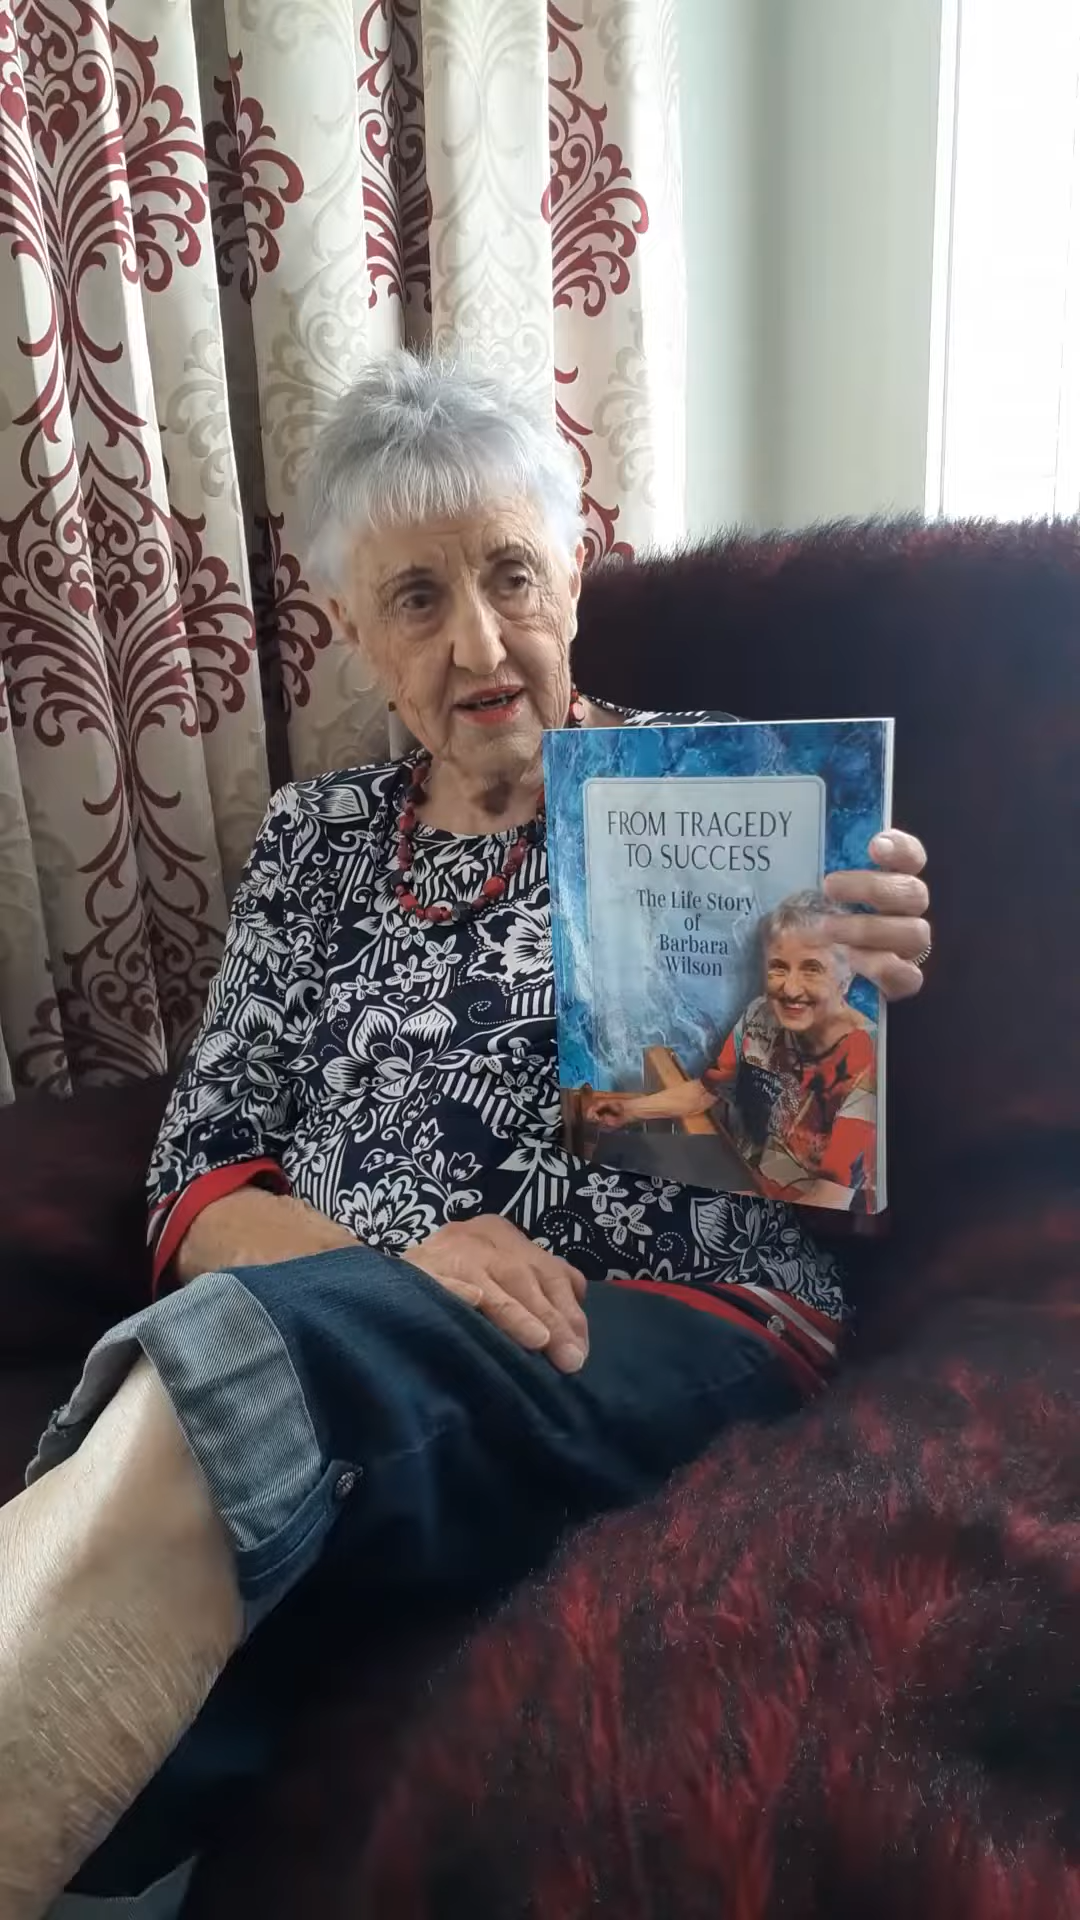 FROM TRAGEDY
TO SUCCESS
The Life Story
of
Barbara
Wilson